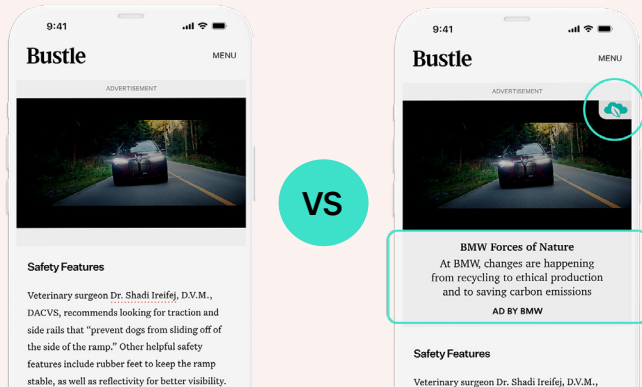 9:41
Bustle
MENU
ADVERTISEMENT
Safety Features
Veterinary surgeon Dr. Shadi Ireifej, D.V.M.,
DACVS, recommends looking for traction and
side rails that “prevent dogs from sliding off of
the side of the ramp.” Other helpful safety
features include rubber feet to keep the ramp
stable, as well as reflectivity for better visibility.
VS
9:41
Bustle
MENU
ADVERTISEMENT
BMW Forces of Nature
At BMW, changes are happening
from recycling to ethical production
and to saving carbon emissions
AD BY BMW
Safety Features
Veterinary surgeon Dr. Shadi Ireifej, D.V.M.,